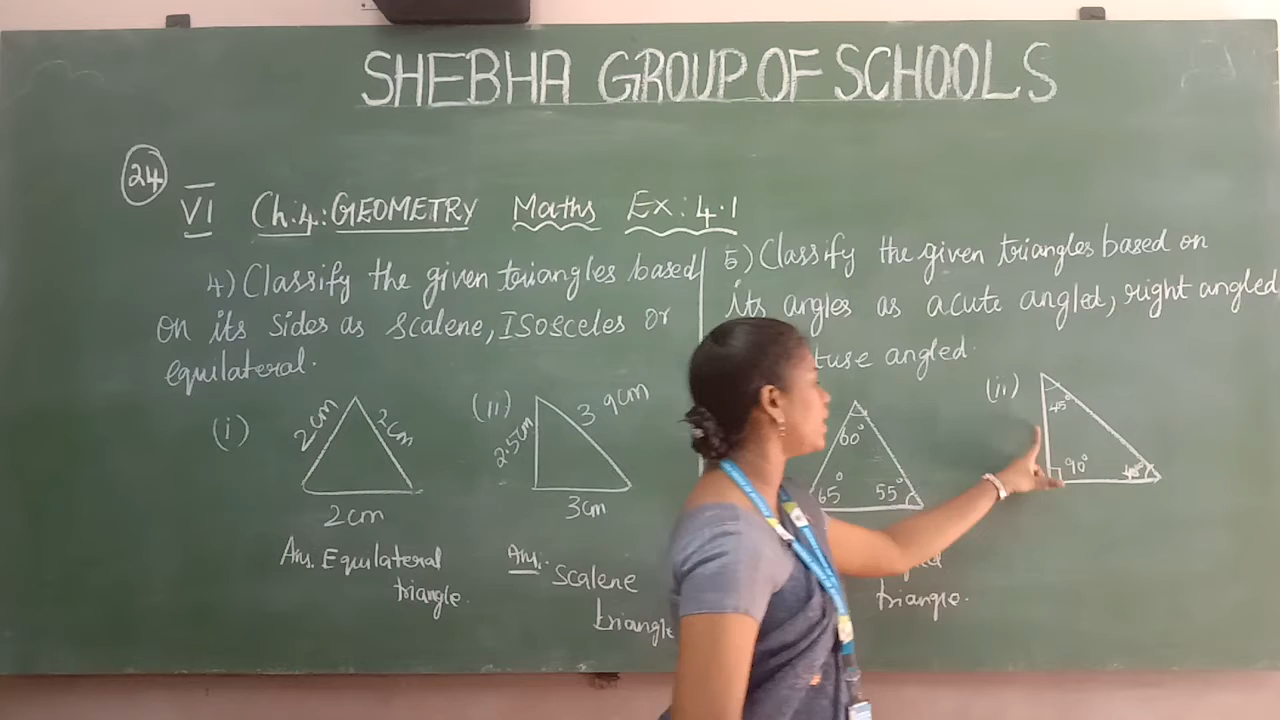 SHEBHA GROUP OF SCHOOLS
24
VI Ch:4: GEOMETRY Maths Ex: 4.1
4) Classify the given triangles based
on its sides as scalene, Isosceles or
equilateral.
(i)
2cm
2cm
2cm
Ans. Equilateral
triangle.
(ii)
2.5cm
3.9cm
3cm
Ans:- Scalene
triangle
5) Classify the given triangles based on
its angles as acute angled, right angled
angled.
60°
65°
55°
triangle.
(ii)
45°
90°